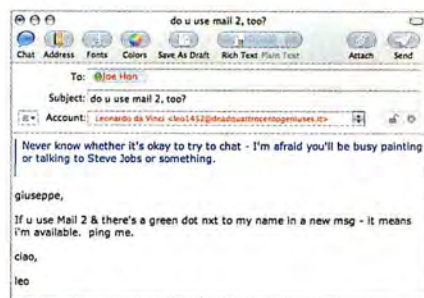 do u use mail 2, too?
Chat Address Fonts Colors Save As Draft Rich Text Plain Text Attach Send
To: Joe Hon
Subject: do u use mail 2, too?
Account: Leonardo da Vinci <leo1452@deadquattrocentogeniuses.it>
Never know whether it's okay to try to chat - I'm afraid you'll be busy painting
or talking to Steve Jobs or something.
giuseppe,
If u use Mail 2 & there's a green dot nxt to my name in a new msg - it means
i'm available. ping me.
ciao,
leo